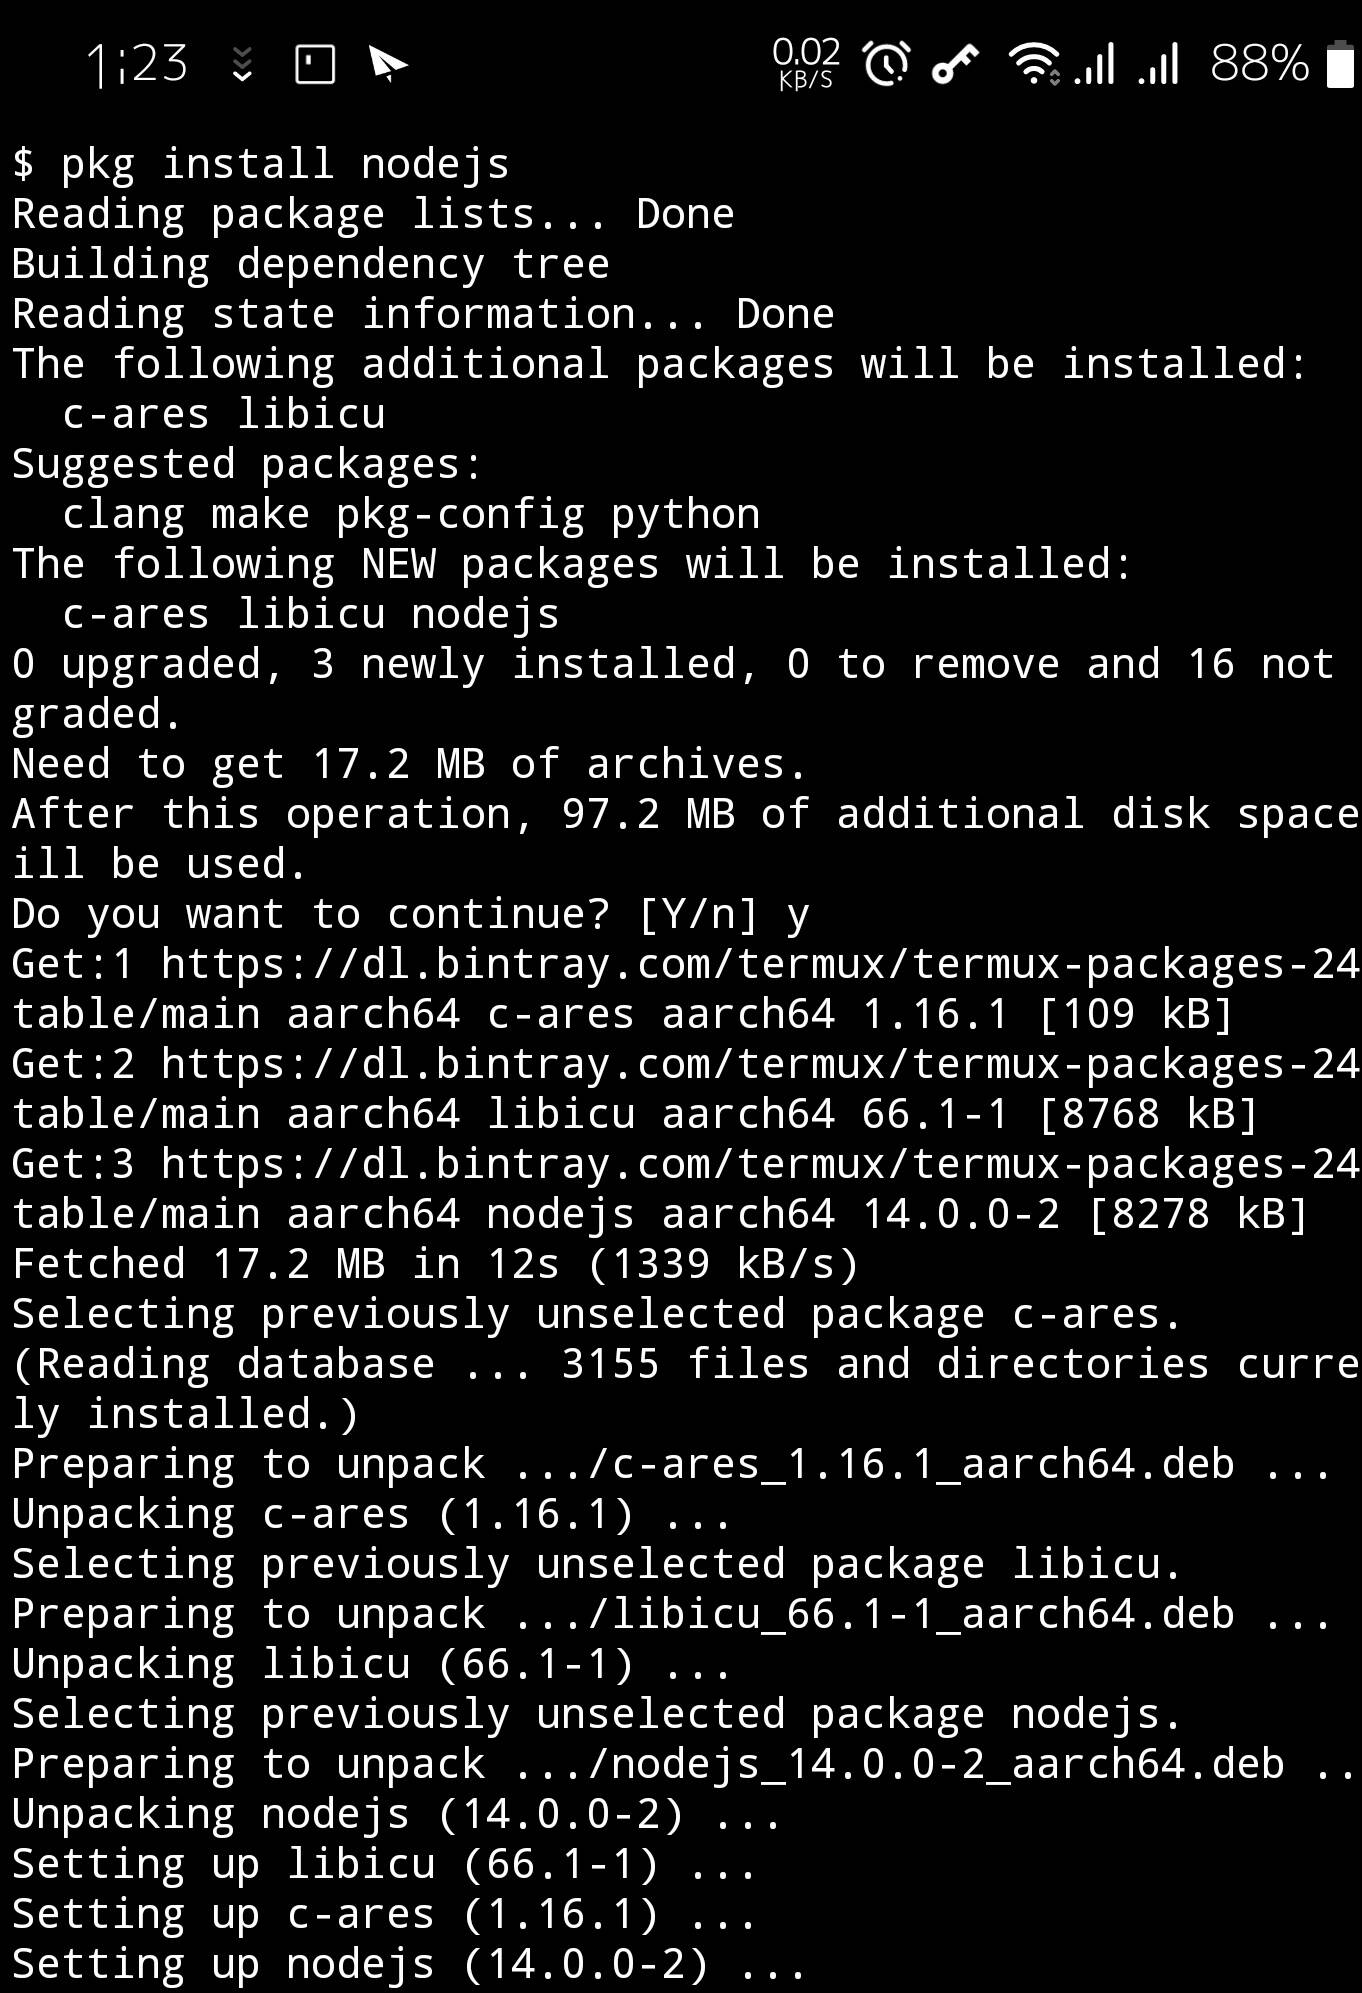 1:23 0.02 KB/S 88%
$ pkg install nodejs
Reading package lists... Done
Building dependency tree
Reading state information... Done
The following additional packages will be installed:
  c-ares libicu
Suggested packages:
  clang make pkg-config python
The following NEW packages will be installed:
  c-ares libicu nodejs
0 upgraded, 3 newly installed, 0 to remove and 16 not
graded.
Need to get 17.2 MB of archives.
After this operation, 97.2 MB of additional disk space
ill be used.
Do you want to continue? [Y/n] y
Get:1 https://dl.bintray.com/termux/termux-packages-24
table/main aarch64 c-ares aarch64 1.16.1 [109 kB]
Get:2 https://dl.bintray.com/termux/termux-packages-24
table/main aarch64 libicu aarch64 66.1-1 [8768 kB]
Get:3 https://dl.bintray.com/termux/termux-packages-24
table/main aarch64 nodejs aarch64 14.0.0-2 [8278 kB]
Fetched 17.2 MB in 12s (1339 kB/s)
Selecting previously unselected package c-ares.
(Reading database ... 3155 files and directories curre
ly installed.)
Preparing to unpack .../c-ares_1.16.1_aarch64.deb ...
Unpacking c-ares (1.16.1) ...
Selecting previously unselected package libicu.
Preparing to unpack .../libicu_66.1-1_aarch64.deb ...
Unpacking libicu (66.1-1) ...
Selecting previously unselected package nodejs.
Preparing to unpack .../nodejs_14.0.0-2_aarch64.deb ..
Unpacking nodejs (14.0.0-2) ...
Setting up libicu (66.1-1) ...
Setting up c-ares (1.16.1) ...
Setting up nodejs (14.0.0-2) ...